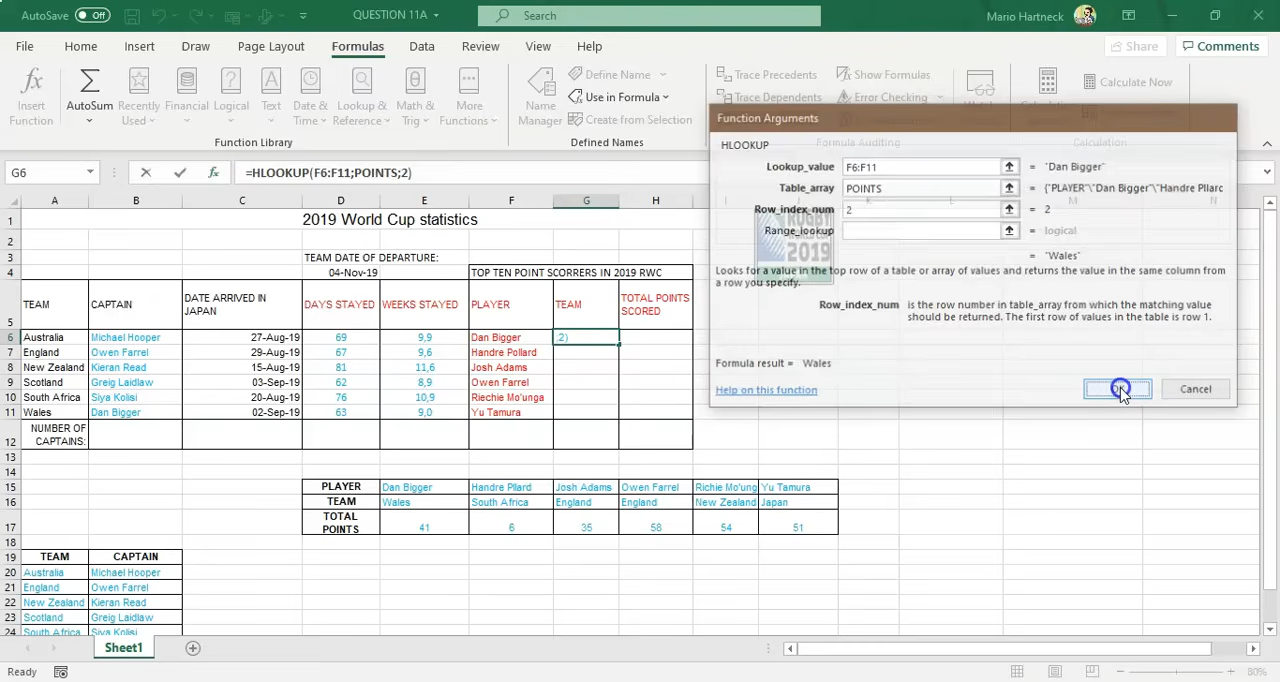 AutoSave Off QUESTION 11A Search Mario Hartneck
File Home Insert Draw Page Layout Formulas Data Review View Help Share Comments
Insert Function
AutoSum
Recently Used
Financial
Logical
Text
Date & Time
Lookup & Reference
Math & Trig
More Functions
Function Library
Name Manager
Define Name
Use in Formula
Create from Selection
Defined Names
Trace Precedents
Trace Dependents
Show Formulas
Error Checking
Formula Auditing
Calculate Now
Calculation
G6 fx =HLOOKUP(F6:F11;POINTS;2)
Function Arguments
HLOOKUP
Lookup_value F6:F11 = "Dan Bigger"
Table_array POINTS = {"PLAYER"\"Dan Bigger"\"Handre Pllarc
Row_index_num 2 = 2
Range_lookup = logical
= "Wales"
Looks for a value in the top row of a table or array of values and returns the value in the same column from
a row you specify.
Row_index_num is the row number in table_array from which the matching value
should be returned. The first row of values in the table is row 1.
Formula result = Wales
Help on this function OK Cancel
RUGBY
2019
A B C D E F G H I J K L M N
1 2019 World Cup statistics
2
3 TEAM DATE OF DEPARTURE:
4 04-Nov-19 TOP TEN POINT SCORRERS IN 2019 RWC
5 TEAM CAPTAIN DATE ARRIVED IN JAPAN DAYS STAYED WEEKS STAYED PLAYER TEAM TOTAL POINTS SCORED
6 Australia Michael Hooper 27-Aug-19 69 9,9 Dan Bigger ;2)
7 England Owen Farrel 29-Aug-19 67 9,6 Handre Pollard
8 New Zealand Kieran Read 15-Aug-19 81 11,6 Josh Adams
9 Scotland Greig Laidlaw 03-Sep-19 62 8,9 Owen Farrel
10 South Africa Siya Kolisi 20-Aug-19 76 10,9 Riechie Mo'unga
11 Wales Dan Bigger 02-Sep-19 63 9,0 Yu Tamura
12 NUMBER OF CAPTAINS:
13
14
15 PLAYER Dan Bigger Handre Pllard Josh Adams Owen Farrel Richie Mo'ung Yu Tamura
16 TEAM Wales South Africa England England New Zealand Japan
17 TOTAL POINTS 41 6 35 58 54 51
18
19 TEAM CAPTAIN
20 Australia Michael Hooper
21 England Owen Farrel
22 New Zealand Kieran Read
23 Scotland Greig Laidlaw
24 South Africa Siya Kolisi
Sheet1
Ready 80%